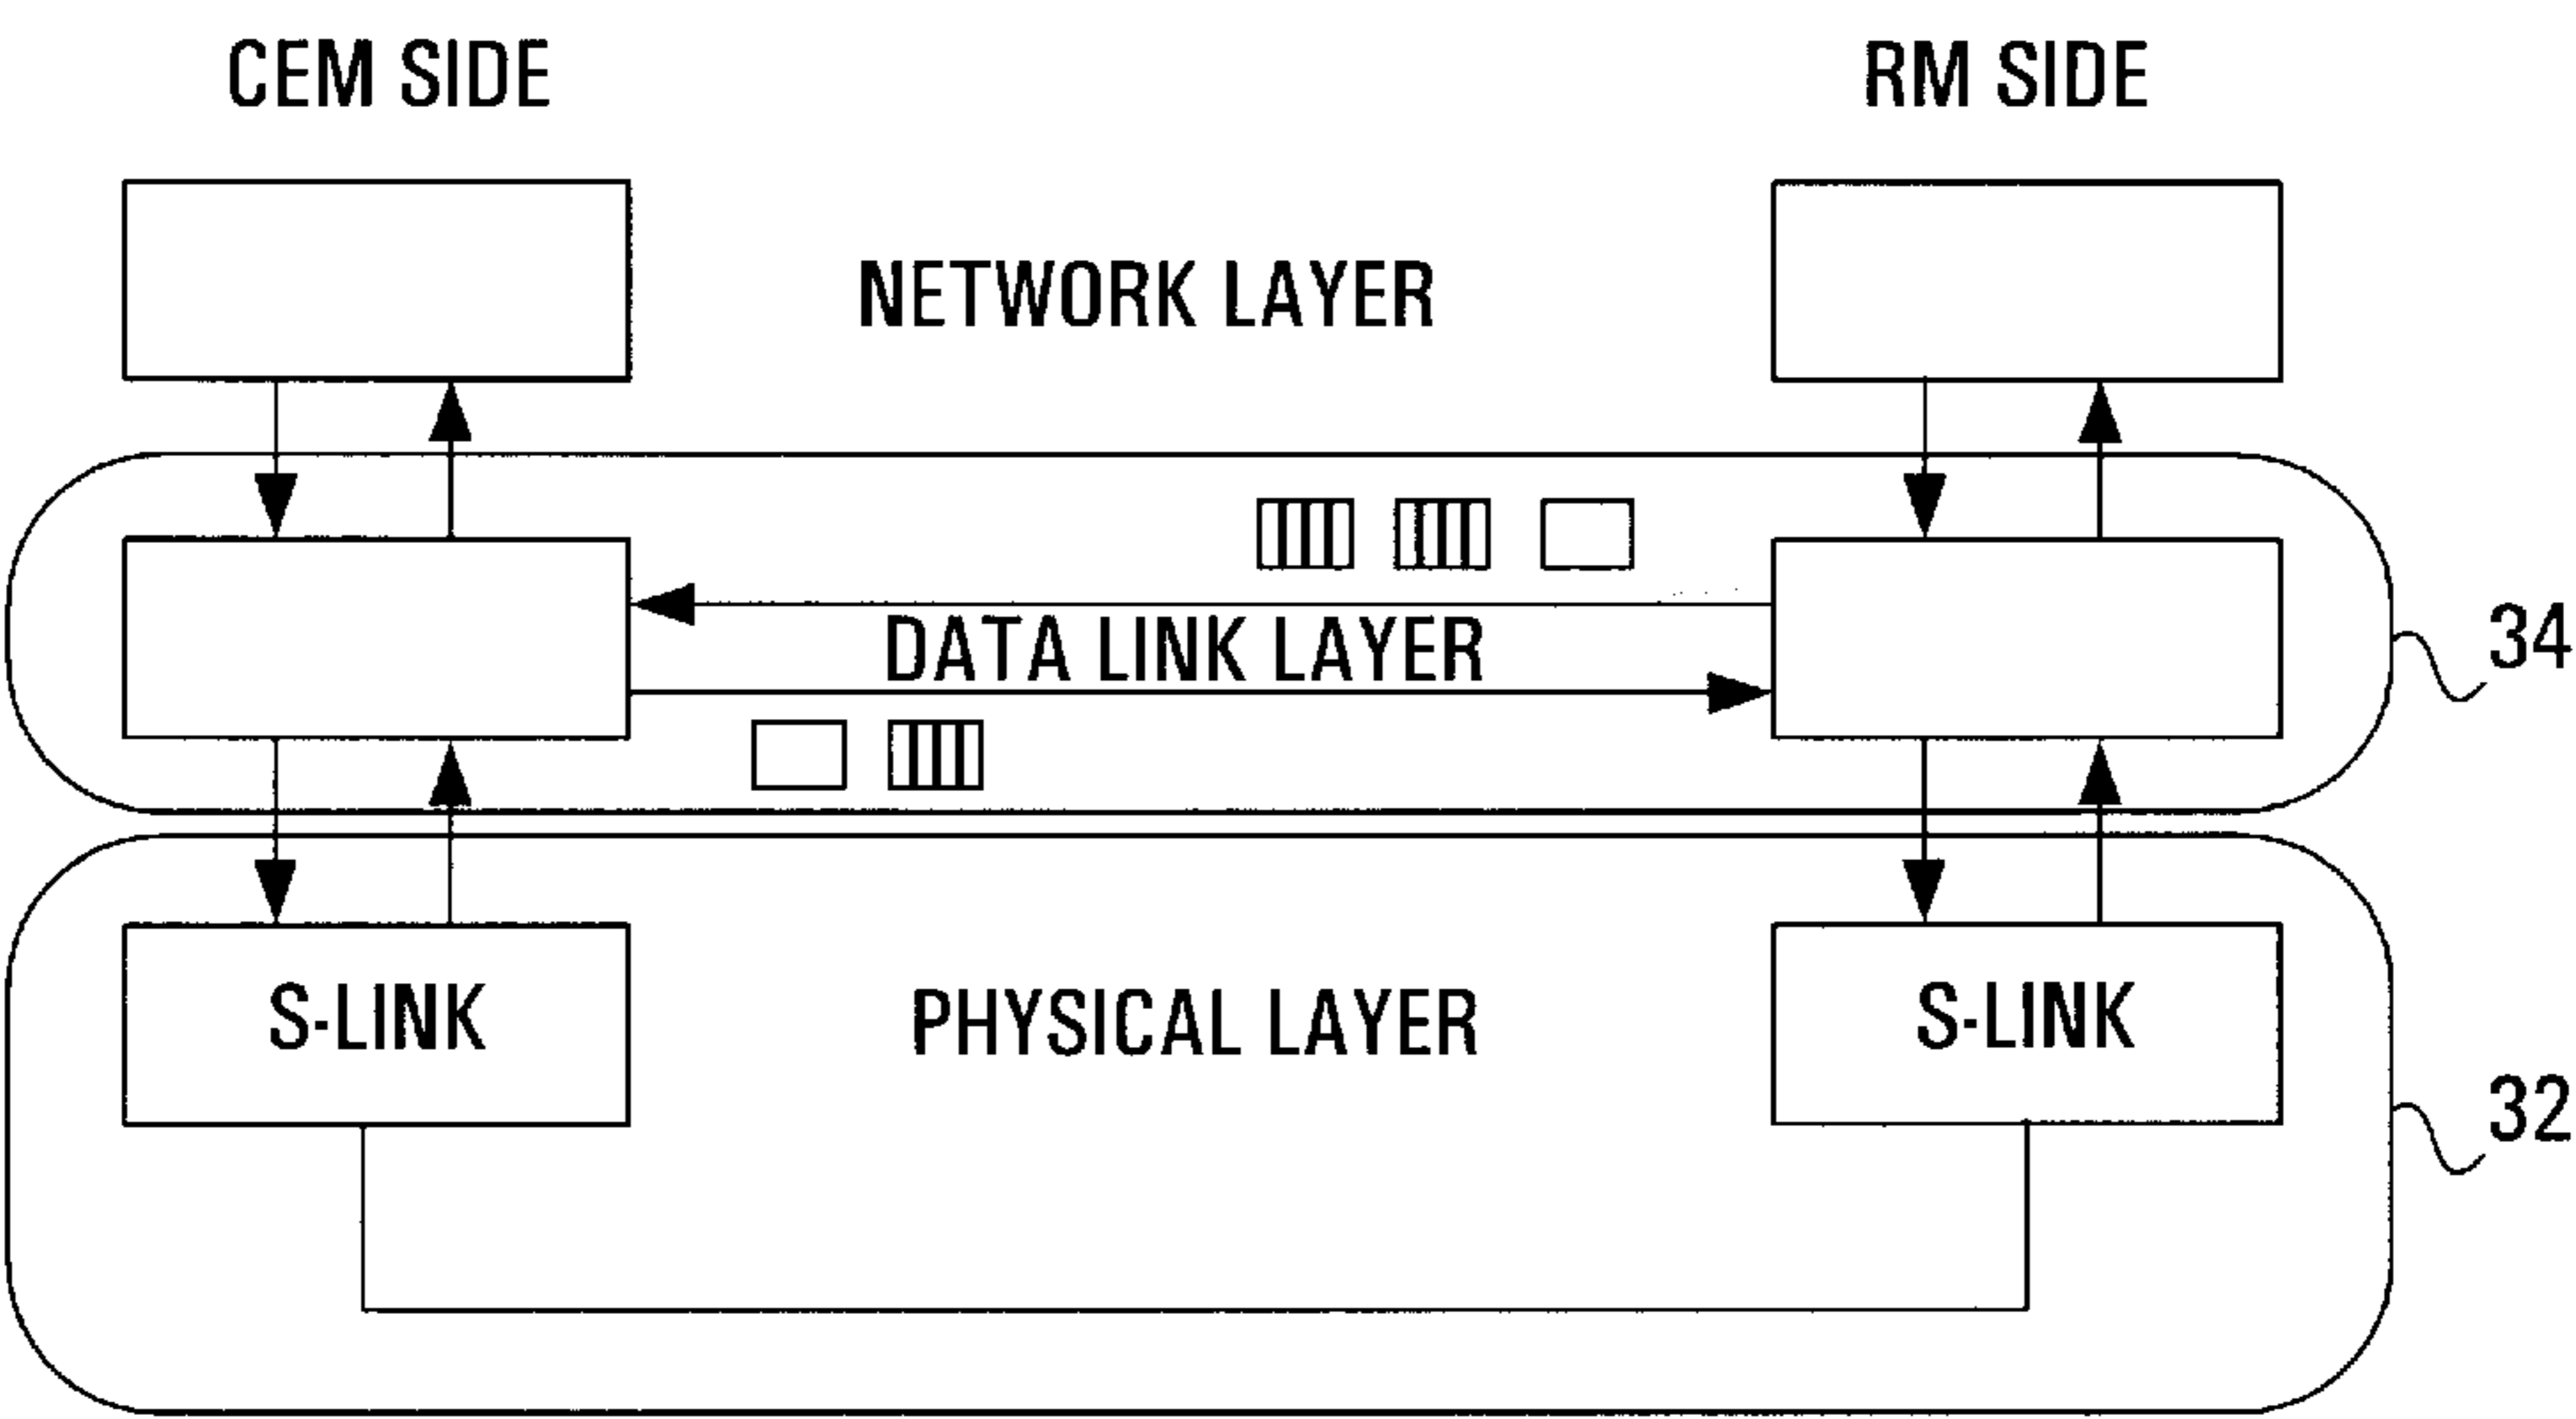 CEM SIDE
RM SIDE
NETWORK LAYER
DATA LINK LAYER
34
S-LINK
PHYSICAL LAYER
S-LINK
32